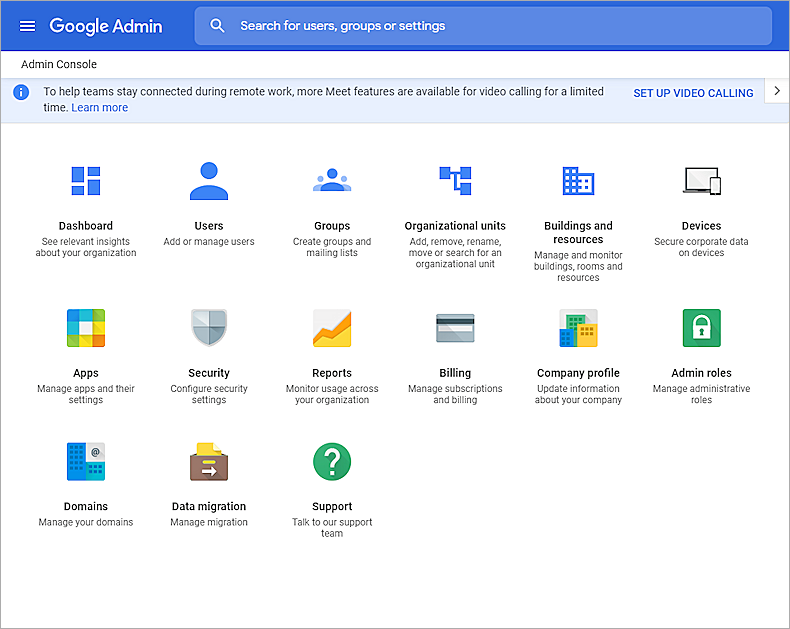 Google Admin
Search for users, groups or settings
Admin Console
To help teams stay connected during remote work, more Meet features are available for video calling for a limited
time. Learn more
SET UP VIDEO CALLING
Dashboard
See relevant insights
about your organization
Users
Add or manage users
Groups
Create groups and
mailing lists
Organizational units
Add, remove, rename,
move or search for an
organizational unit
Buildings and
resources
Manage and monitor
buildings, rooms and
resources
Devices
Secure corporate data
on devices
Apps
Manage apps and their
settings
Security
Configure security
settings
Reports
Monitor usage across
your organization
Billing
Manage subscriptions
and billing
Company profile
Update information
about your company
Admin roles
Manage administrative
roles
Domains
Manage your domains
Data migration
Manage migration
Support
Talk to our support
team